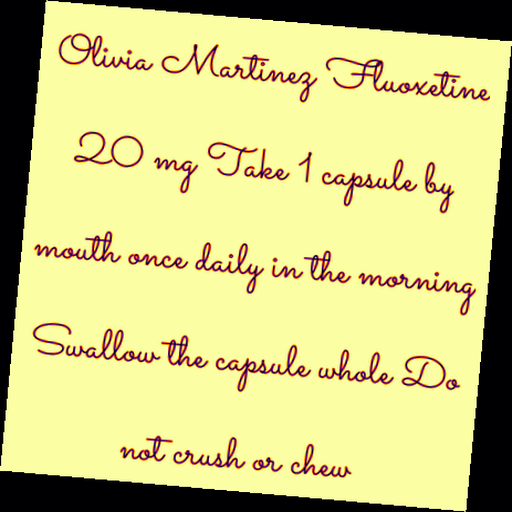 Olivia Martinez Fluoxetine
20 mg Take 1 capsule by
mouth once daily in the morning
Swallow the capsule whole Do
not crush or chew